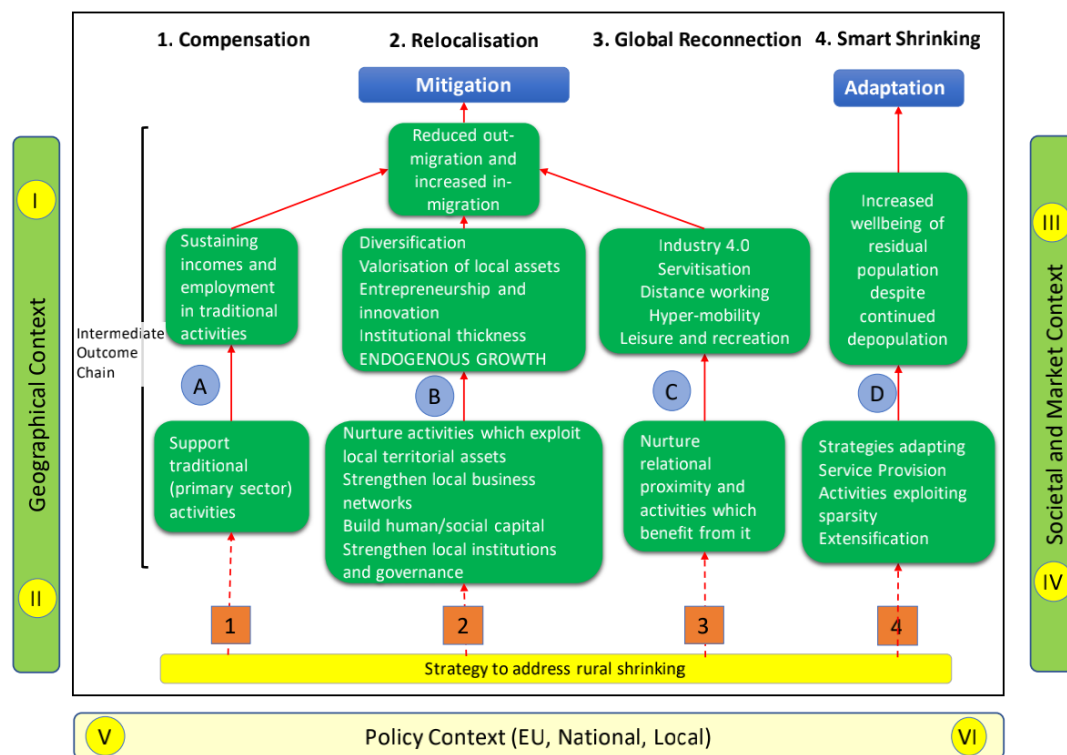 1. Compensation
2. Relocalisation
3. Global Reconnection
4. Smart Shrinking
Mitigation
Adaptation
Reduced out-
migration and
increased in-
migration
I
Geographical Context
II
Intermediate
Outcome
Chain
Sustaining
incomes and
employment
in traditional
activities
Diversification
Valorisation of local assets
Entrepreneurship and
innovation
Institutional thickness
ENDOGENOUS GROWTH
Industry 4.0
Servitisation
Distance working
Hyper-mobility
Leisure and recreation
Increased
wellbeing of
residual
population
despite
continued
depopulation
III
Societal and Market Context
IV
A
B
C
D
Support
traditional
(primary sector)
activities
Nurture activities which exploit
local territorial assets
Strengthen local business
networks
Build human/social capital
Strengthen local institutions
and governance
Nurture
relational
proximity and
activities which
benefit from it
Strategies adapting
Service Provision
Activities exploiting
sparsity
Extensification
1
2
3
4
Strategy to address rural shrinking
V
Policy Context (EU, National, Local)
VI